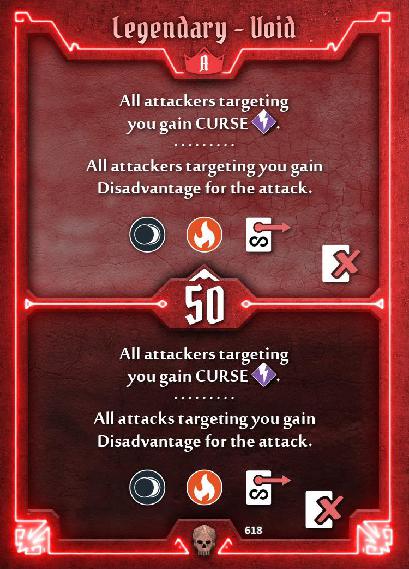 Legendary - Void
A
All attackers targeting
you gain CURSE .
All attackers targeting you gain
Disadvantage for the attack.
50
All attackers targeting
you gain CURSE .
All attacks targeting you gain
Disadvantage for the attack.
618